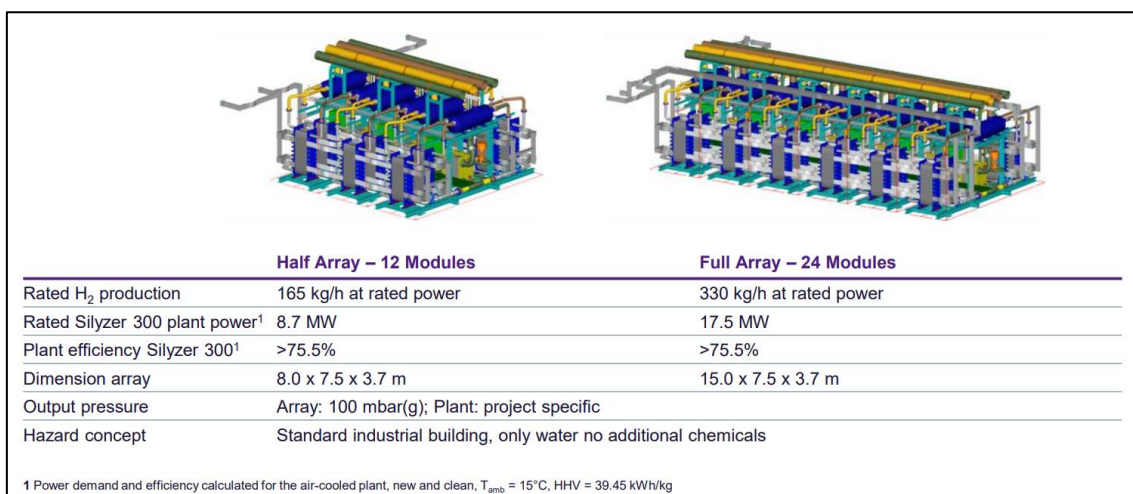 Half Array – 12 Modules Full Array – 24 Modules
Rated H₂ production 165 kg/h at rated power 330 kg/h at rated power
Rated Silyzer 300 plant power¹ 8.7 MW 17.5 MW
Plant efficiency Silyzer 300¹ >75.5% >75.5%
Dimension array 8.0 x 7.5 x 3.7 m 15.0 x 7.5 x 3.7 m
Output pressure Array: 100 mbar(g); Plant: project specific
Hazard concept Standard industrial building, only water no additional chemicals
1 Power demand and efficiency calculated for the air-cooled plant, new and clean, Tₐₘb = 15°C, HHV = 39.45 kWh/kg